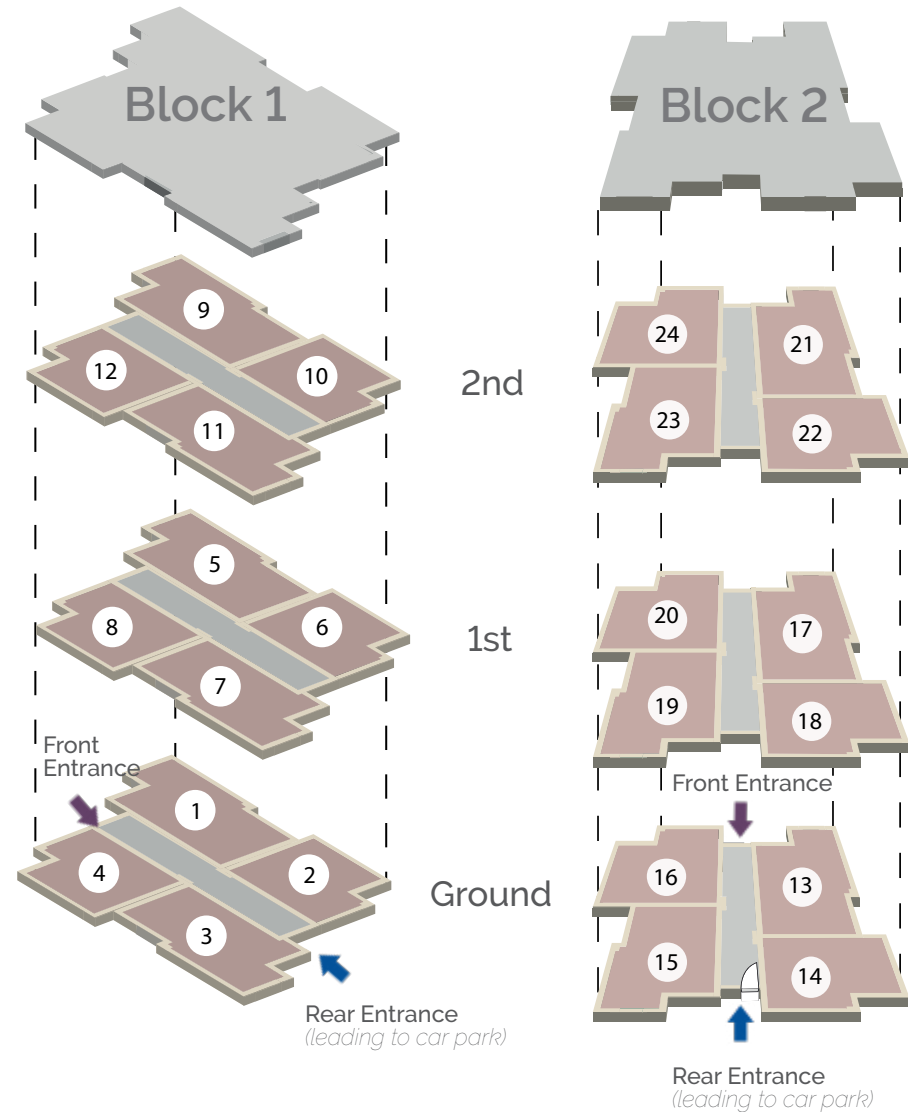 Block 1
Block 2
9
12
10
11
2nd
24
21
23
22
5
8
6
7
1st
20
17
19
18
Front
Entrance
Front Entrance
1
4
2
3
Ground
16
13
15
14
Rear Entrance
(leading to car park)
Rear Entrance
(leading to car park)